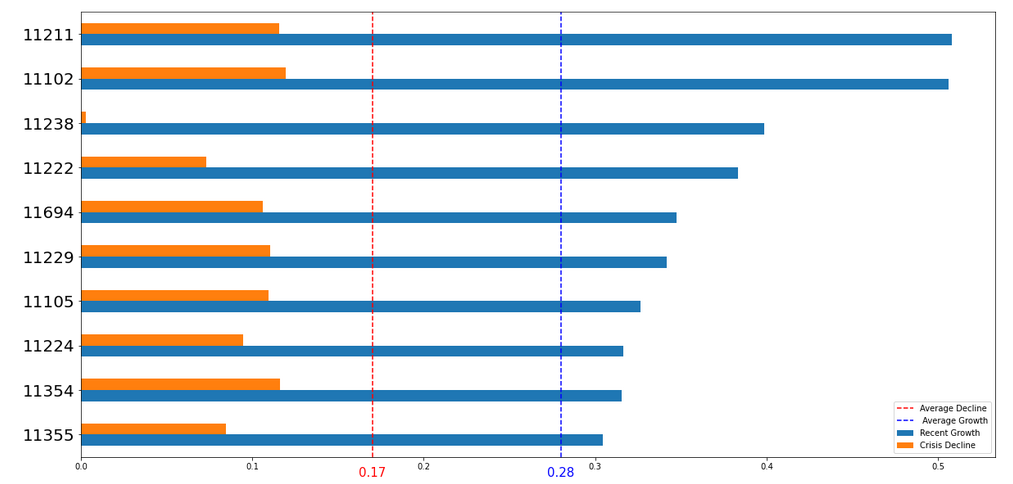 11211
11102
11238
11222
11694
11229
11105
11224
11354
11355
Average Decline
Average Growth
Recent Growth
Crisis Decline
0.0 0.1 0.2 0.3 0.4 0.5
0.17 0.28